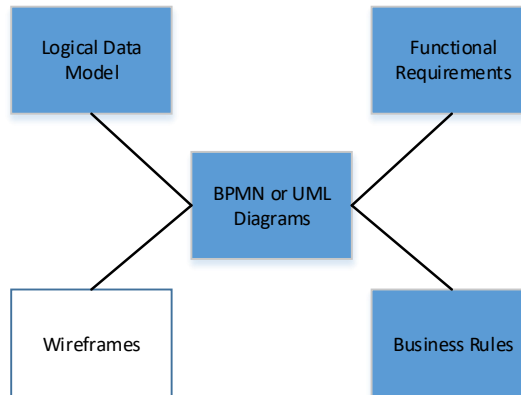 Logical Data
Model
Functional
Requirements
BPMN or UML
Diagrams
Wireframes
Business Rules